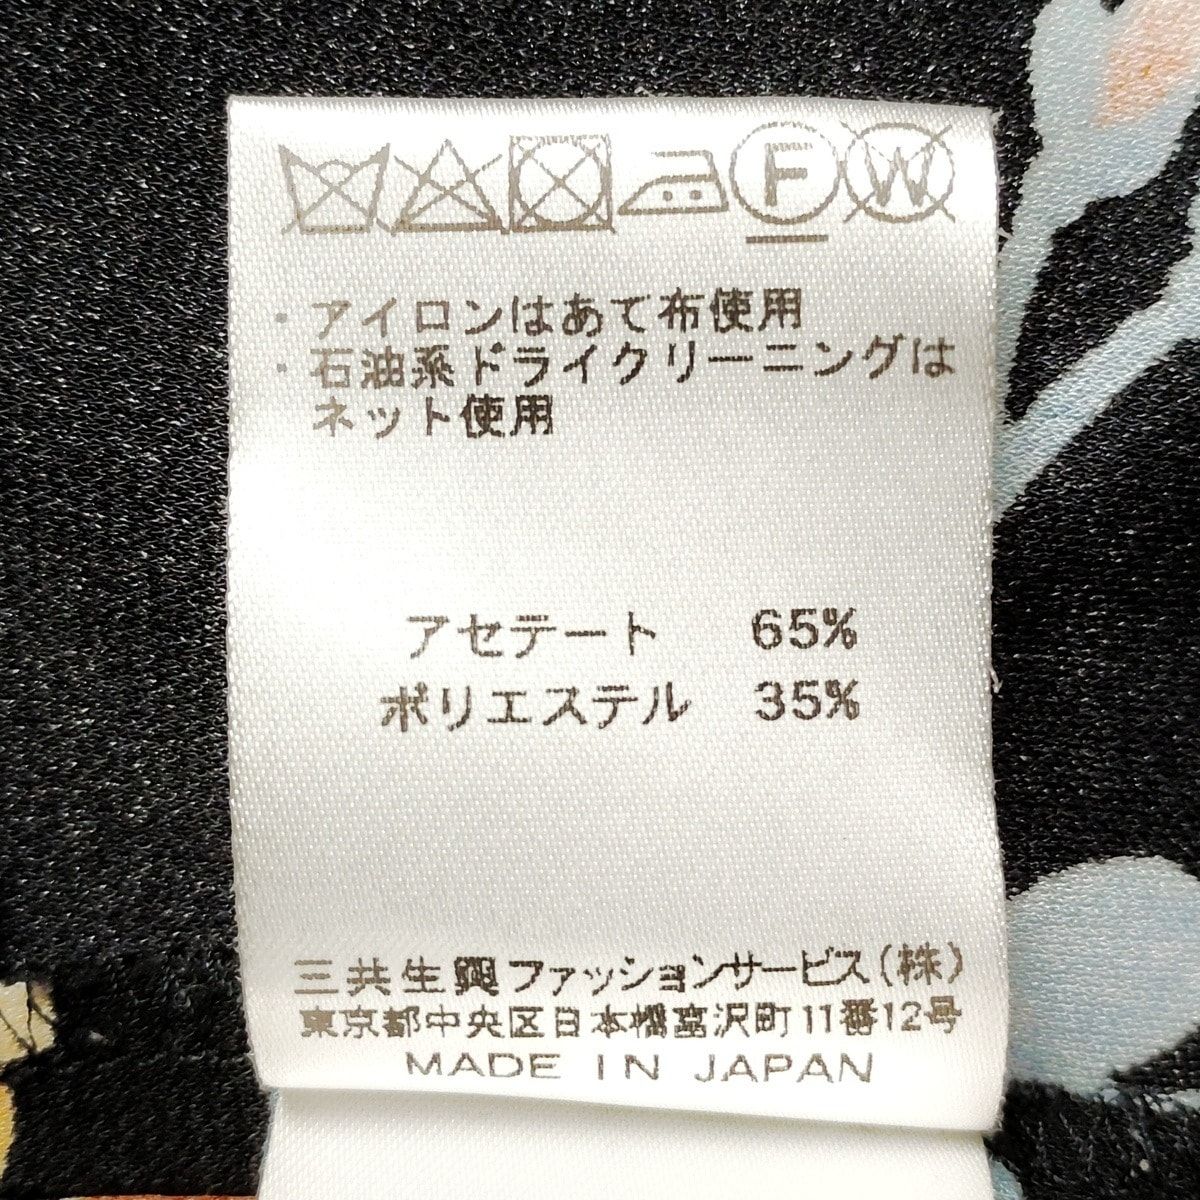 F W
・アイロンはあて布使用
・石油系ドライクリーニングは
ネット使用
アセテート 65%
ポリエステル 35%
三共生興ファッションサービス(株)
東京都中央区日本橋富沢町11番12号
MADE IN JAPAN